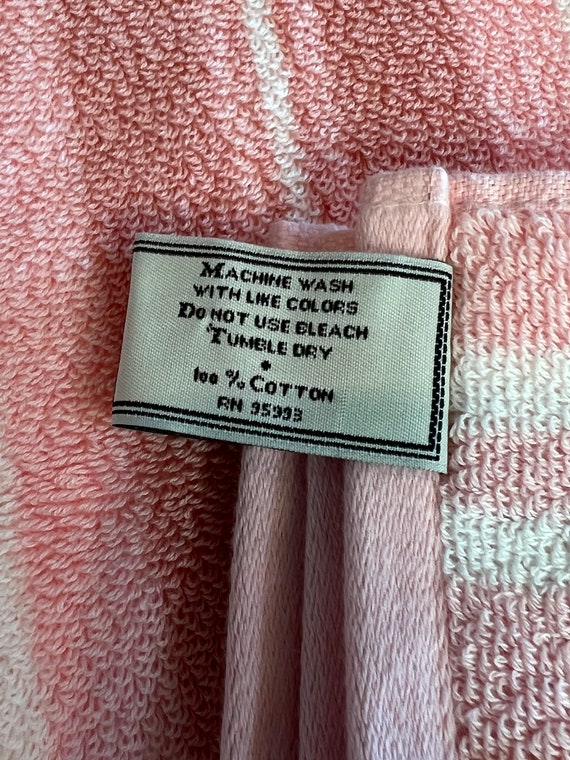 MACHINE WASH
WITH LIKE COLORS
DO NOT USE BLEACH
TUMBLE DRY
•
100 % COTTON
RN 95993